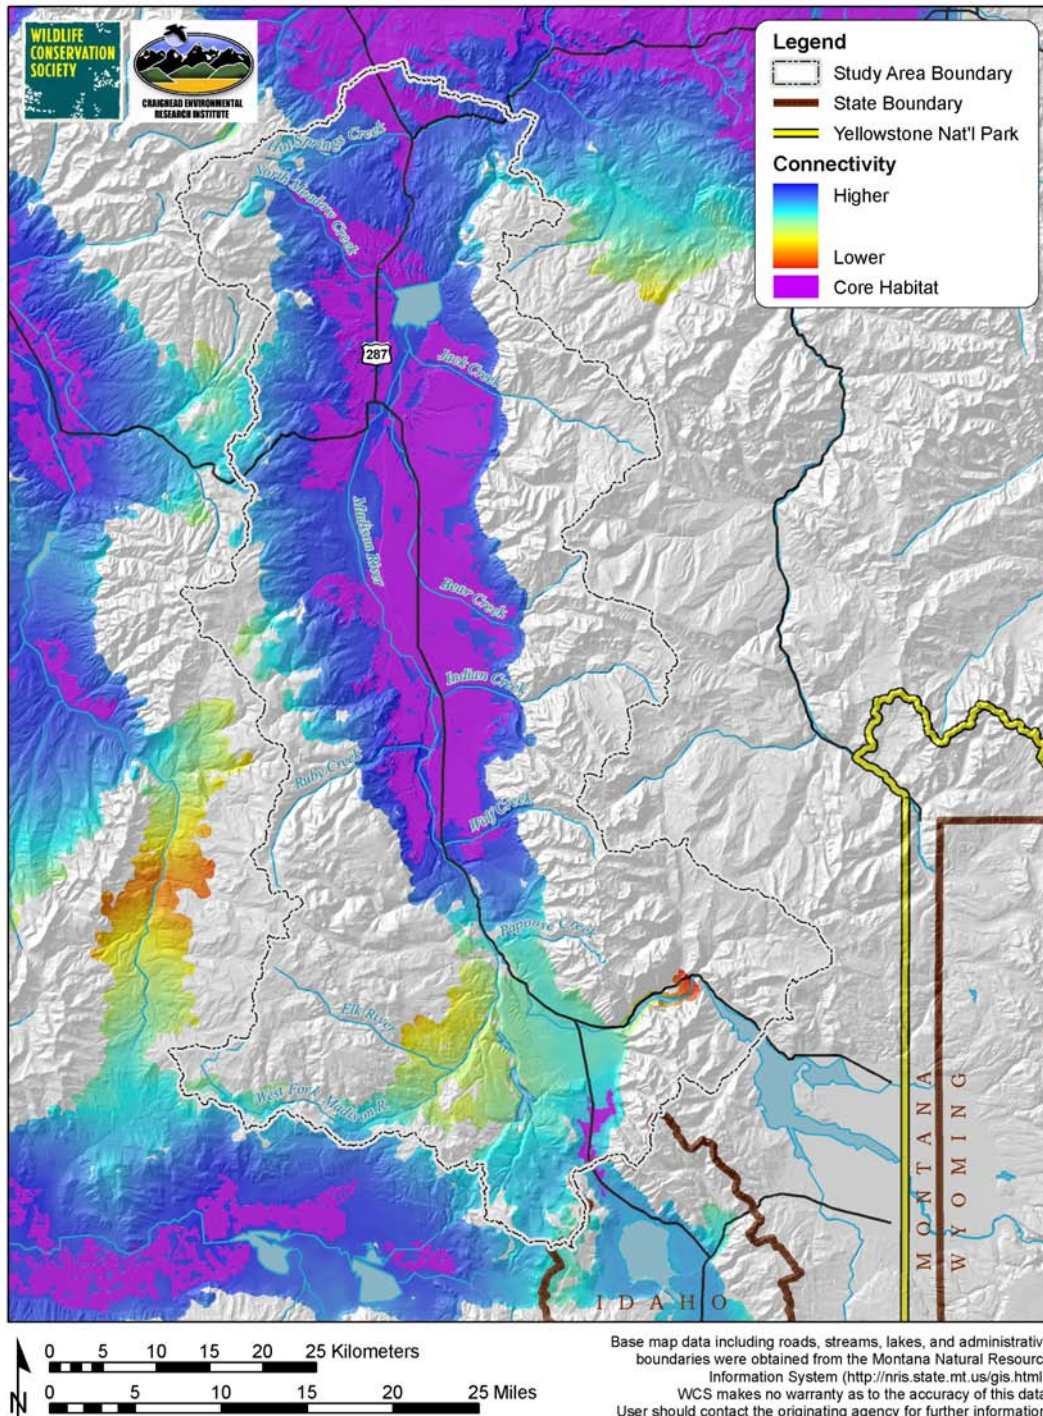 WILDLIFE
CONSERVATION
SOCIETY
CRAIGHEAD ENVIRONMENTAL
RESEARCH INSTITUTE
Legend
Study Area Boundary
State Boundary
Yellowstone Nat'l Park
Connectivity
Higher
Lower
Core Habitat
Hot Springs Creek
North Meadow Creek
287
Jack Creek
Madison River
Bear Creek
Indian Creek
Ruby Creek
Wolf Creek
Papoose Creek
Elk River
West Fork Madison R.
MONTANA
WYOMING
IDAHO
0 5 10 15 20 25 Kilometers
0 5 10 15 20 25 Miles
N
Base map data including roads, streams, lakes, and administrativ
boundaries were obtained from the Montana Natural Resourc
Information System (http://nris.state.mt.us/gis.html
WCS makes no warranty as to the accuracy of this data
User should contact the originating agency for further information